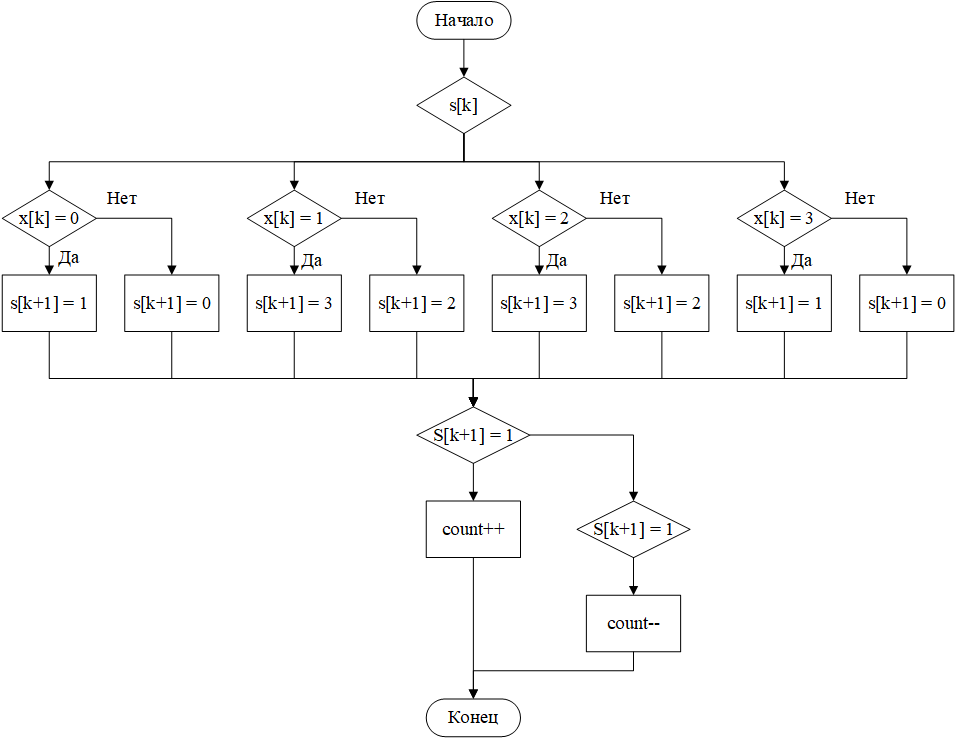 Начало
s[k]
Нет
Нет
Нет
Нет
x[k] = 0
x[k] = 1
x[k] = 2
x[k] = 3
Да
Да
Да
Да
s[k+1] = 1
s[k+1] = 0
s[k+1] = 3
s[k+1] = 2
s[k+1] = 3
s[k+1] = 2
s[k+1] = 1
s[k+1] = 0
S[k+1] = 1
count++
S[k+1] = 1
count--
Конец